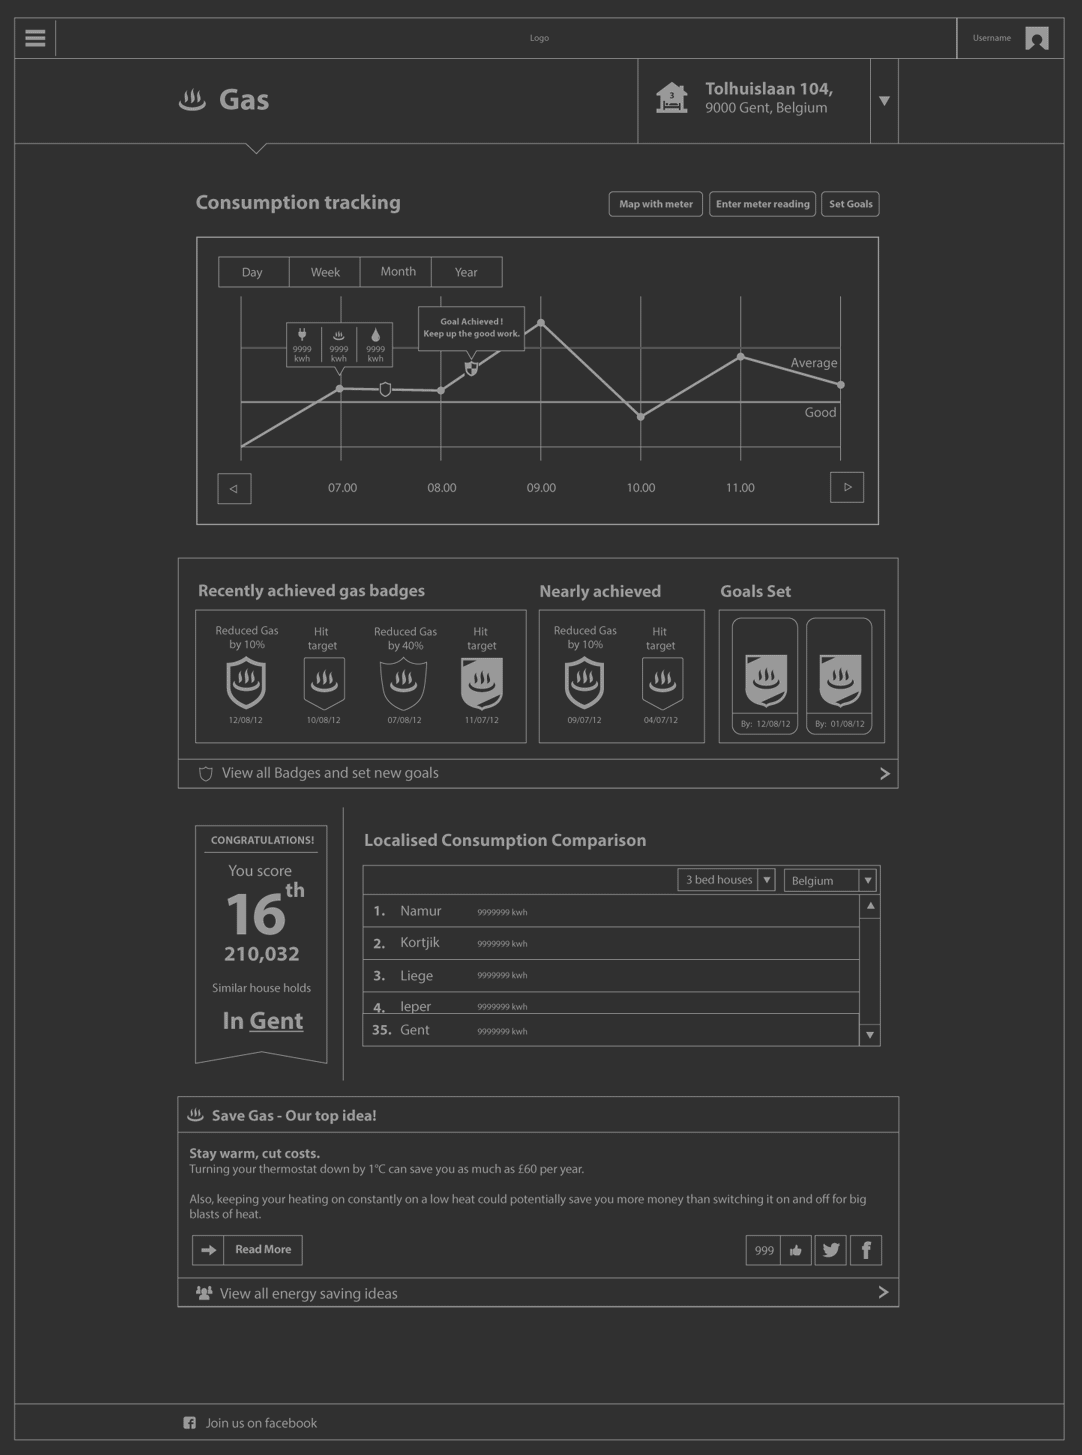 Logo
Username
Gas
3
Tolhuislaan 104,
9000 Gent, Belgium
Consumption tracking
Map with meter
Enter meter reading
Set Goals
Day
Week
Month
Year
Goal Achieved !
Keep up the good work.
9999 9999 9999
kwh kwh kwh
Average
Good
07.00 08.00 09.00 10.00 11.00
Recently achieved gas badges
Reduced Gas
by 10%
12/08/12
Hit
target
10/08/12
Reduced Gas
by 40%
07/08/12
Hit
target
11/07/12
Nearly achieved
Reduced Gas
by 10%
09/07/12
Hit
target
04/07/12
Goals Set
By: 12/08/12
By: 01/08/12
View all Badges and set new goals
CONGRATULATIONS!
You score
16th
210,032
Similar house holds
In Gent
Localised Consumption Comparison
3 bed houses
Belgium
1. Namur 9999999 kwh
2. Kortjik 9999999 kwh
3. Liege 9999999 kwh
4. Ieper 9999999 kwh
35. Gent 9999999 kwh
Save Gas - Our top idea!
Stay warm, cut costs.
Turning your thermostat down by 1°C can save you as much as £60 per year.
Also, keeping your heating on constantly on a low heat could potentially save you more money than switching it on and off for big
blasts of heat.
Read More
999
View all energy saving ideas
Join us on facebook